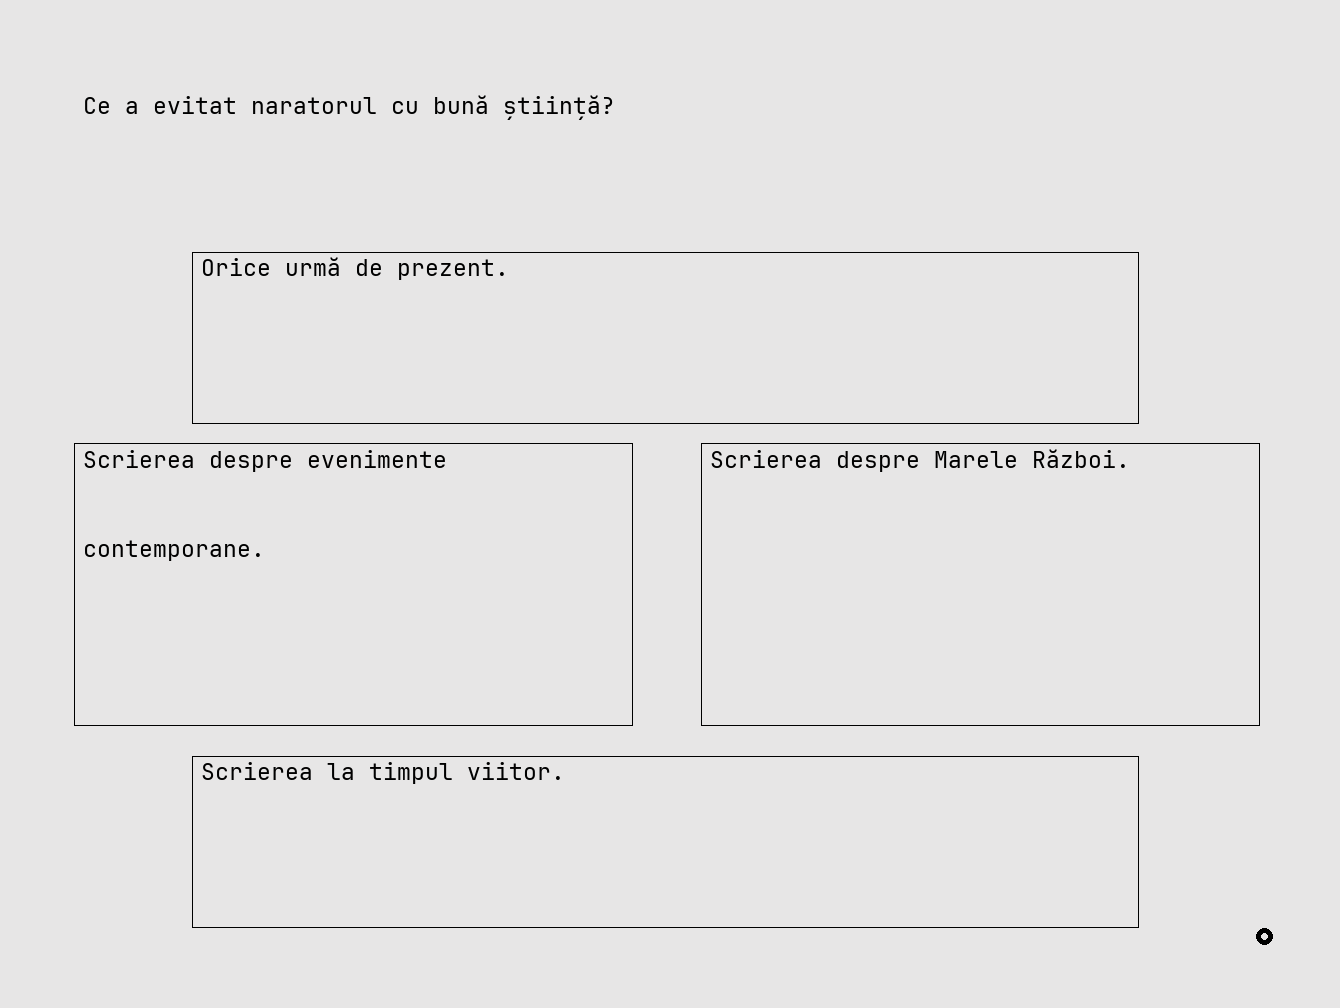 Ce a evitat naratorul cu bună știință?
Orice urmă de prezent.
Scrierea despre evenimente
contemporane.
Scrierea despre Marele Război.
Scrierea la timpul viitor.